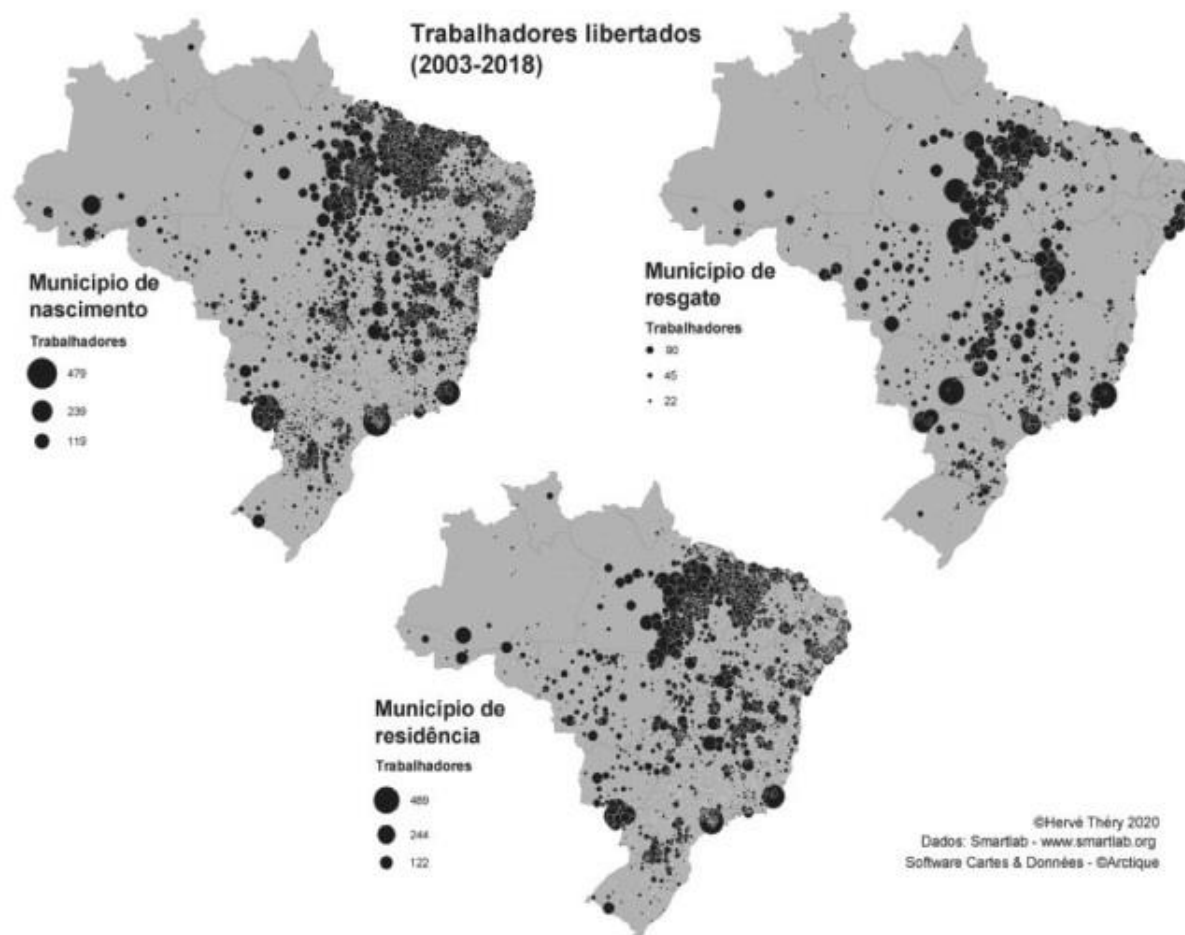 Trabalhadores libertados
(2003-2018)
Município de
nascimento
Trabalhadores
479
239
119
Município de
resgate
Trabalhadores
90
45
22
Município de
residência
Trabalhadores
489
244
122
©Hervé Théry 2020
Dados: Smartlab - www.smartlab.org
Software Cartes & Données - ©Arctique